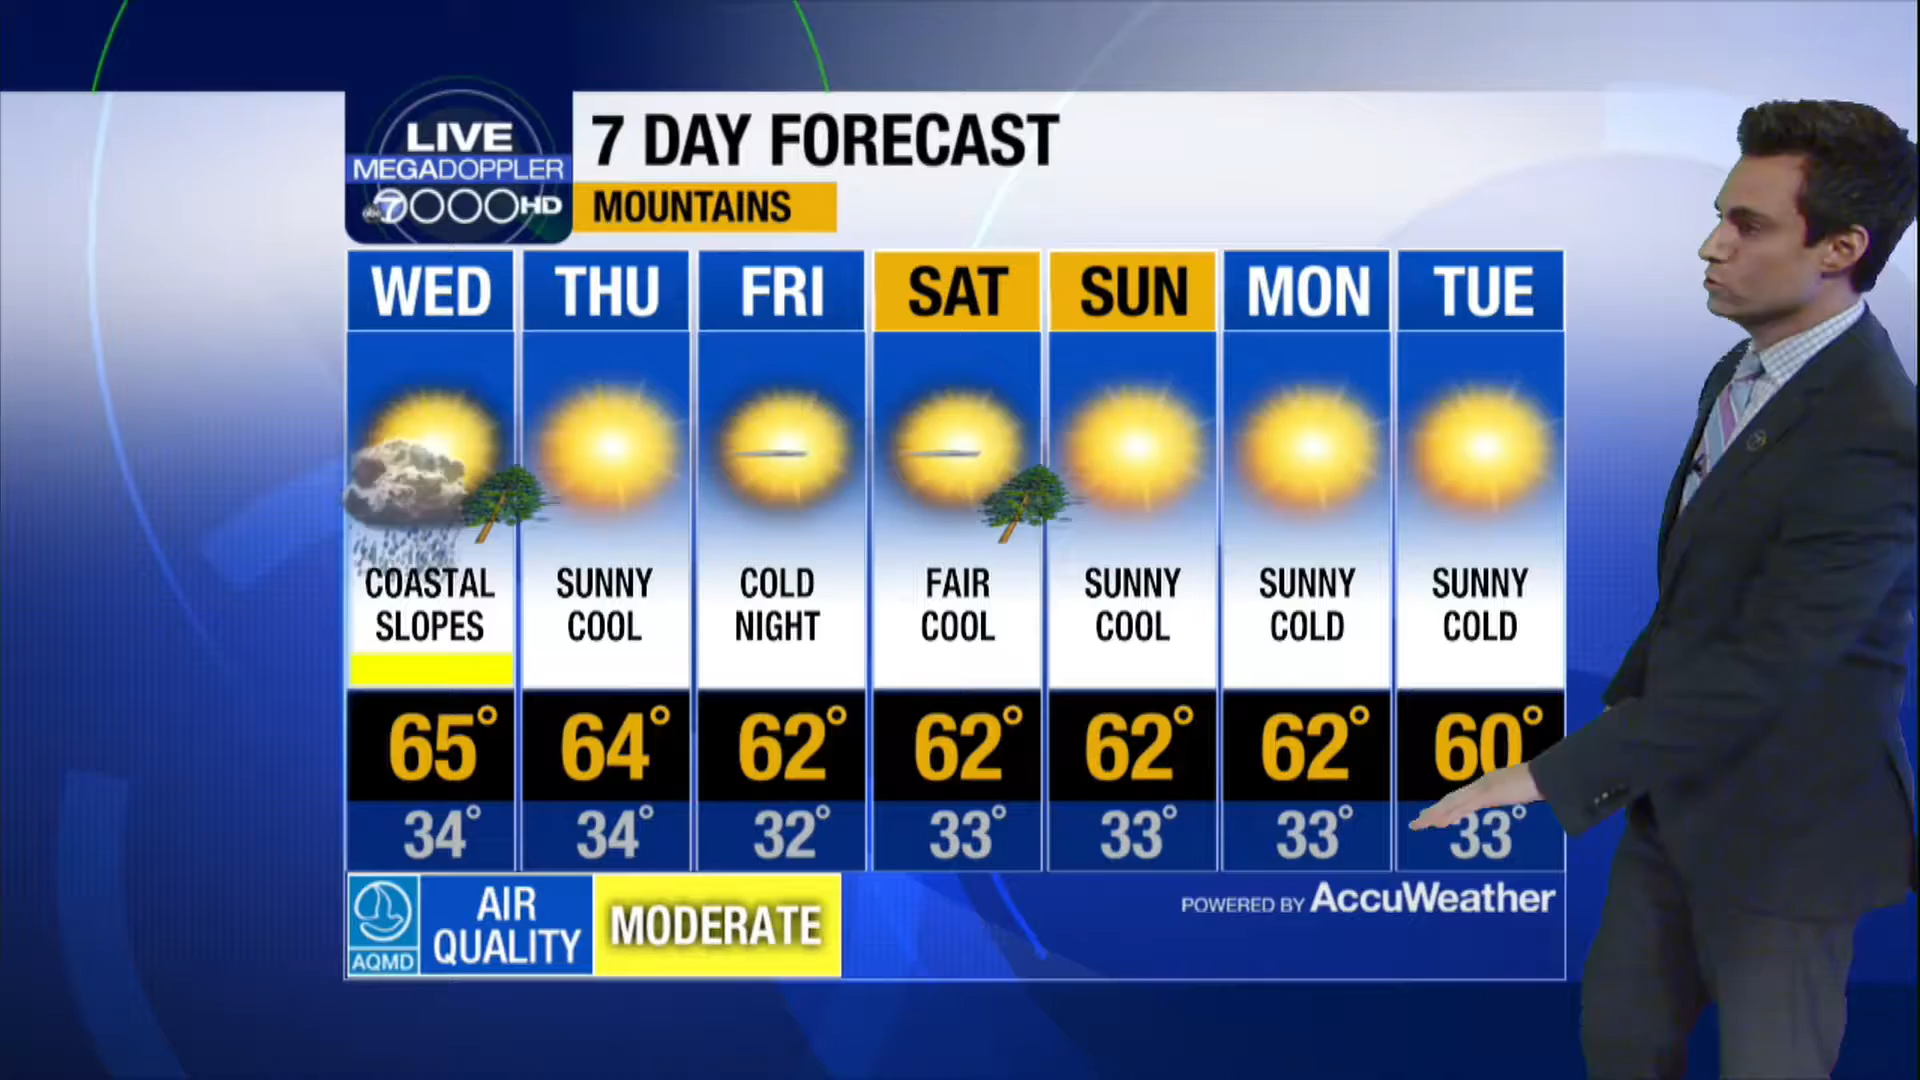 LIVE
MEGADOPPLER
abc 7000HD
7 DAY FORECAST
MOUNTAINS
WED THU FRI SAT SUN MON TUE
COASTAL SLOPES
SUNNY COOL
COLD NIGHT
FAIR COOL
SUNNY COOL
SUNNY COLD
SUNNY COLD
65° 64° 62° 62° 62° 62° 60°
34° 34° 32° 33° 33° 33° 33°
AQMD
AIR QUALITY
MODERATE
POWERED BY AccuWeather